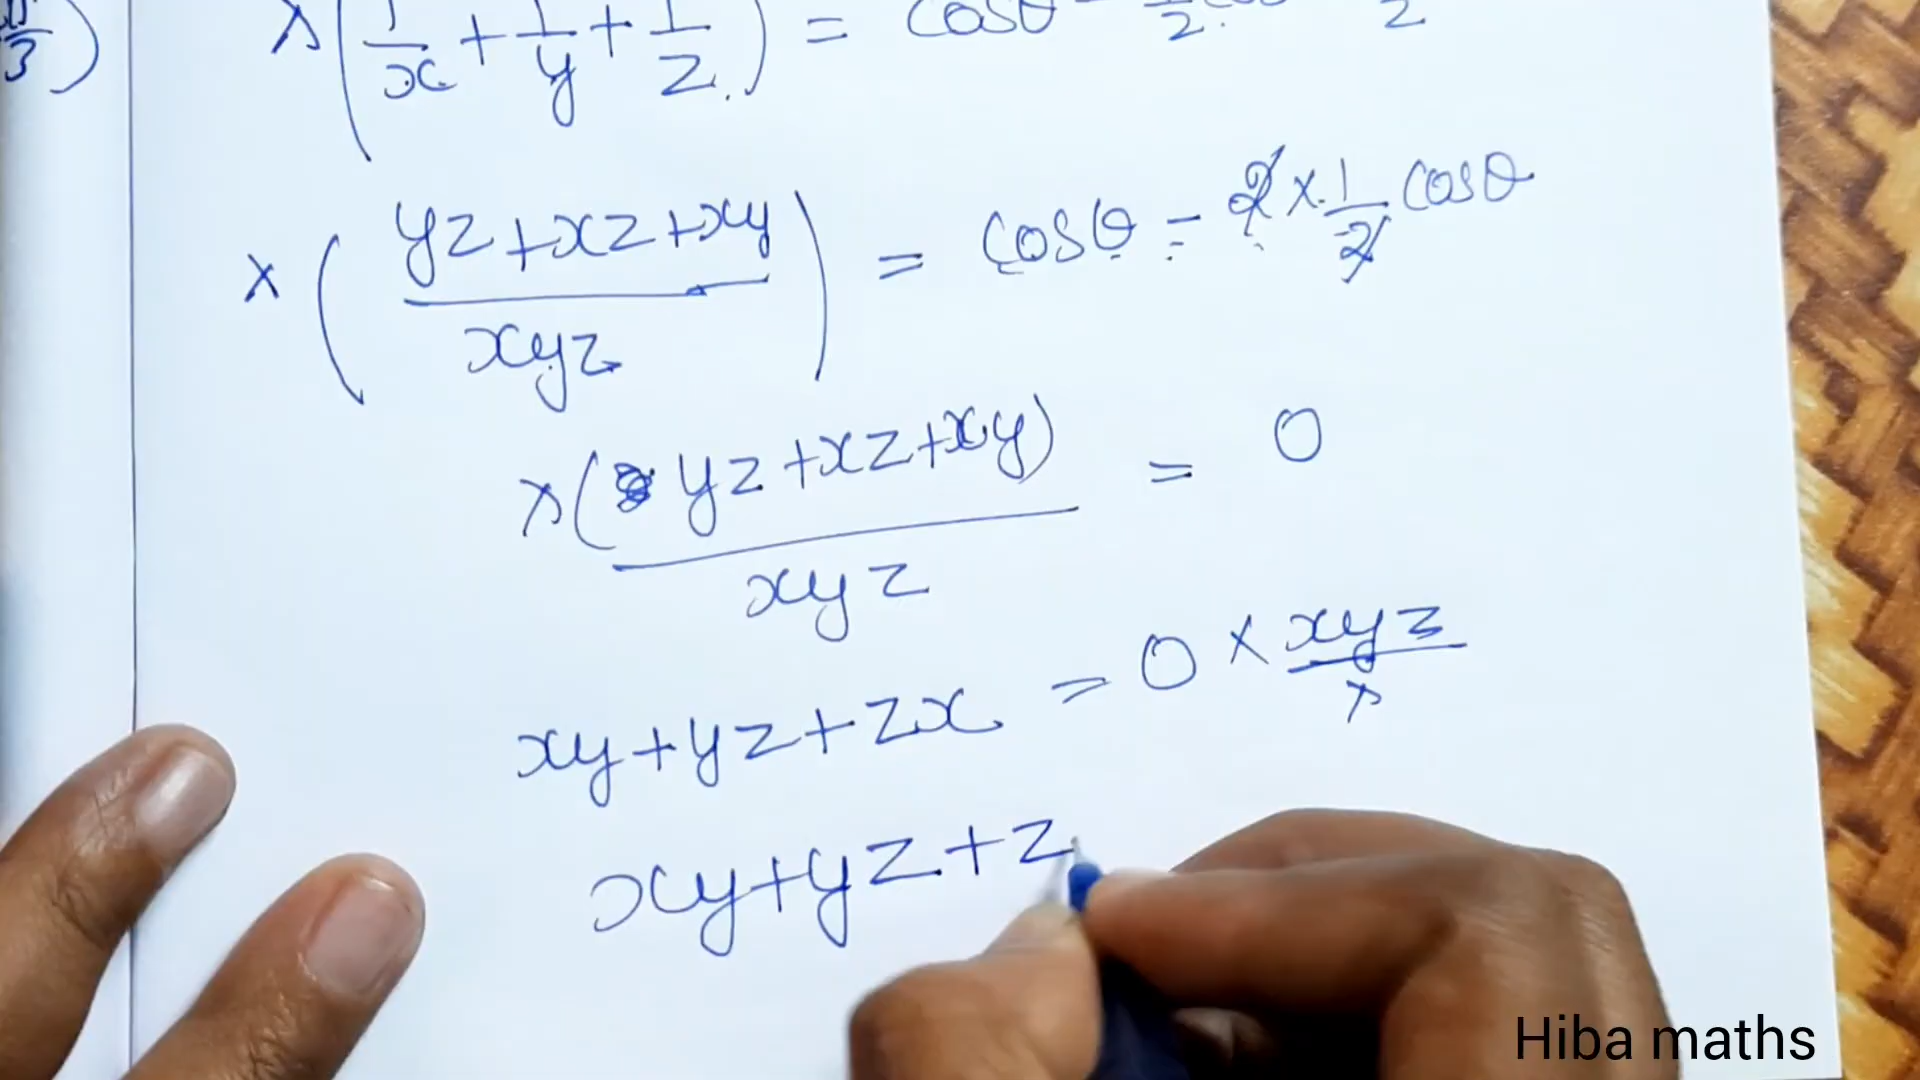 π/3) λ(1/x + 1/y + 1/z) = cosθ
λ(yz+xz+xy / xyz) = cosθ - 2 × 1/2 cosθ
λ(yz+xz+xy) / xyz = 0
xy+yz+zx = 0 × xyz/λ
xy+yz+z
Hiba maths